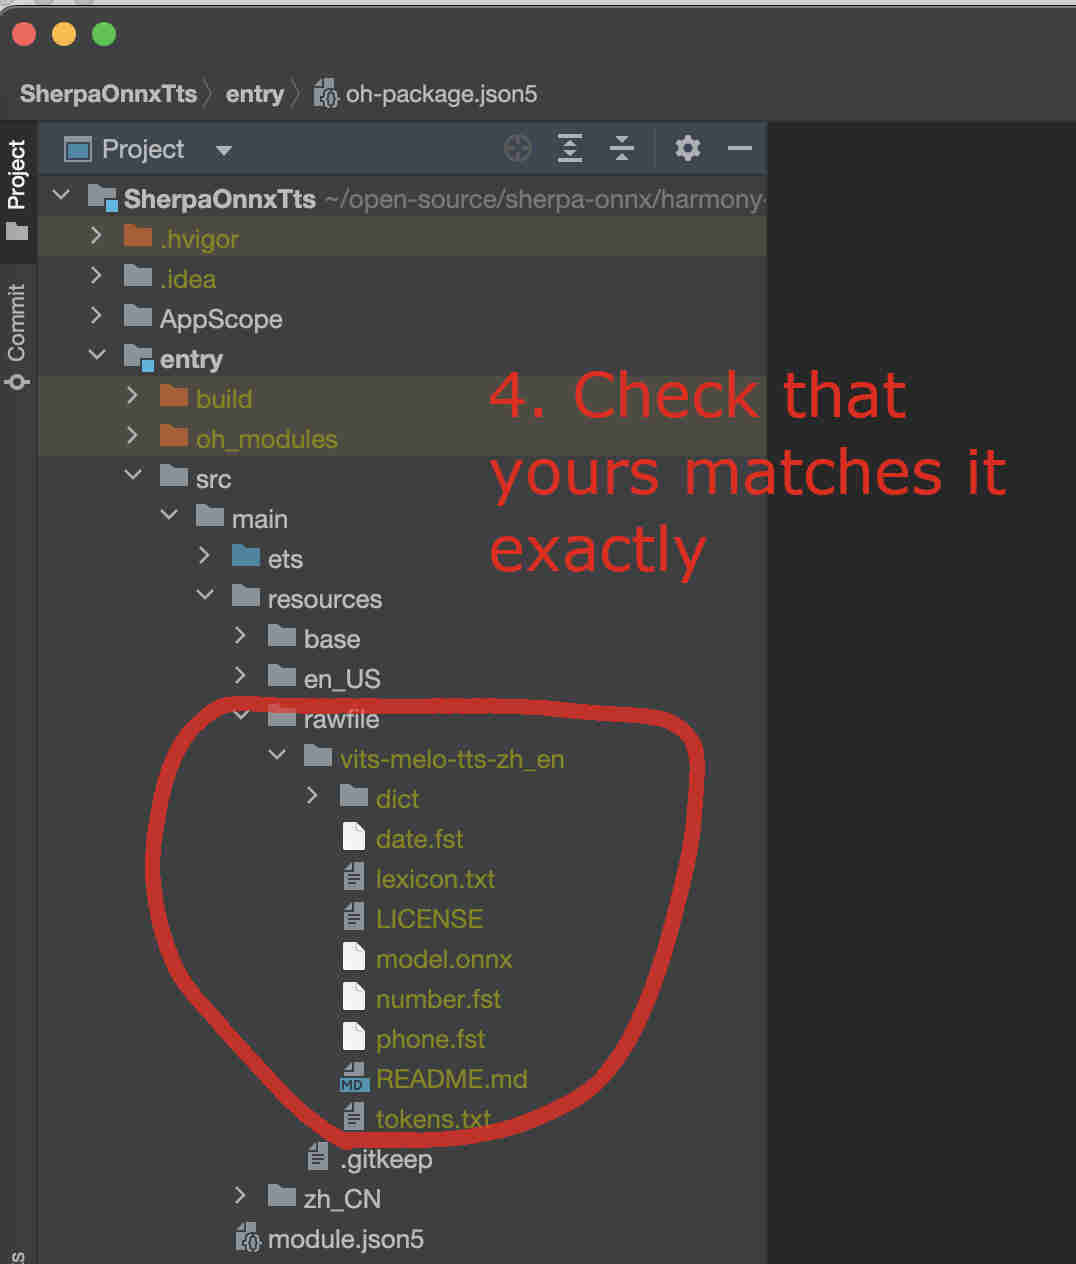 SherpaOnnxTts entry oh-package.json5
Project
Project
Commit
SherpaOnnxTts ~/open-source/sherpa-onnx/harmony-
.hvigor
.idea
AppScope
entry
build
oh_modules
src
main
ets
resources
base
en_US
rawfile
vits-melo-tts-zh_en
dict
date.fst
lexicon.txt
LICENSE
model.onnx
number.fst
phone.fst
MD README.md
tokens.txt
.gitkeep
zh_CN
module.json5
4. Check that
yours matches it
exactly